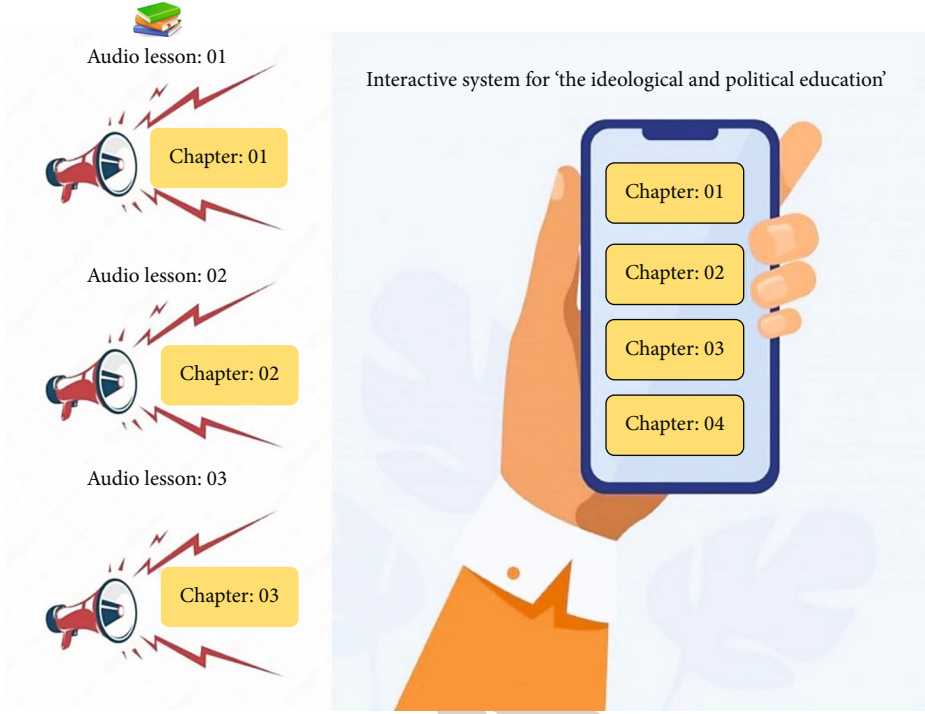 Audio lesson: 01
Chapter: 01
Audio lesson: 02
Chapter: 02
Audio lesson: 03
Chapter: 03
Interactive system for ‘the ideological and political education’
Chapter: 01
Chapter: 02
Chapter: 03
Chapter: 04